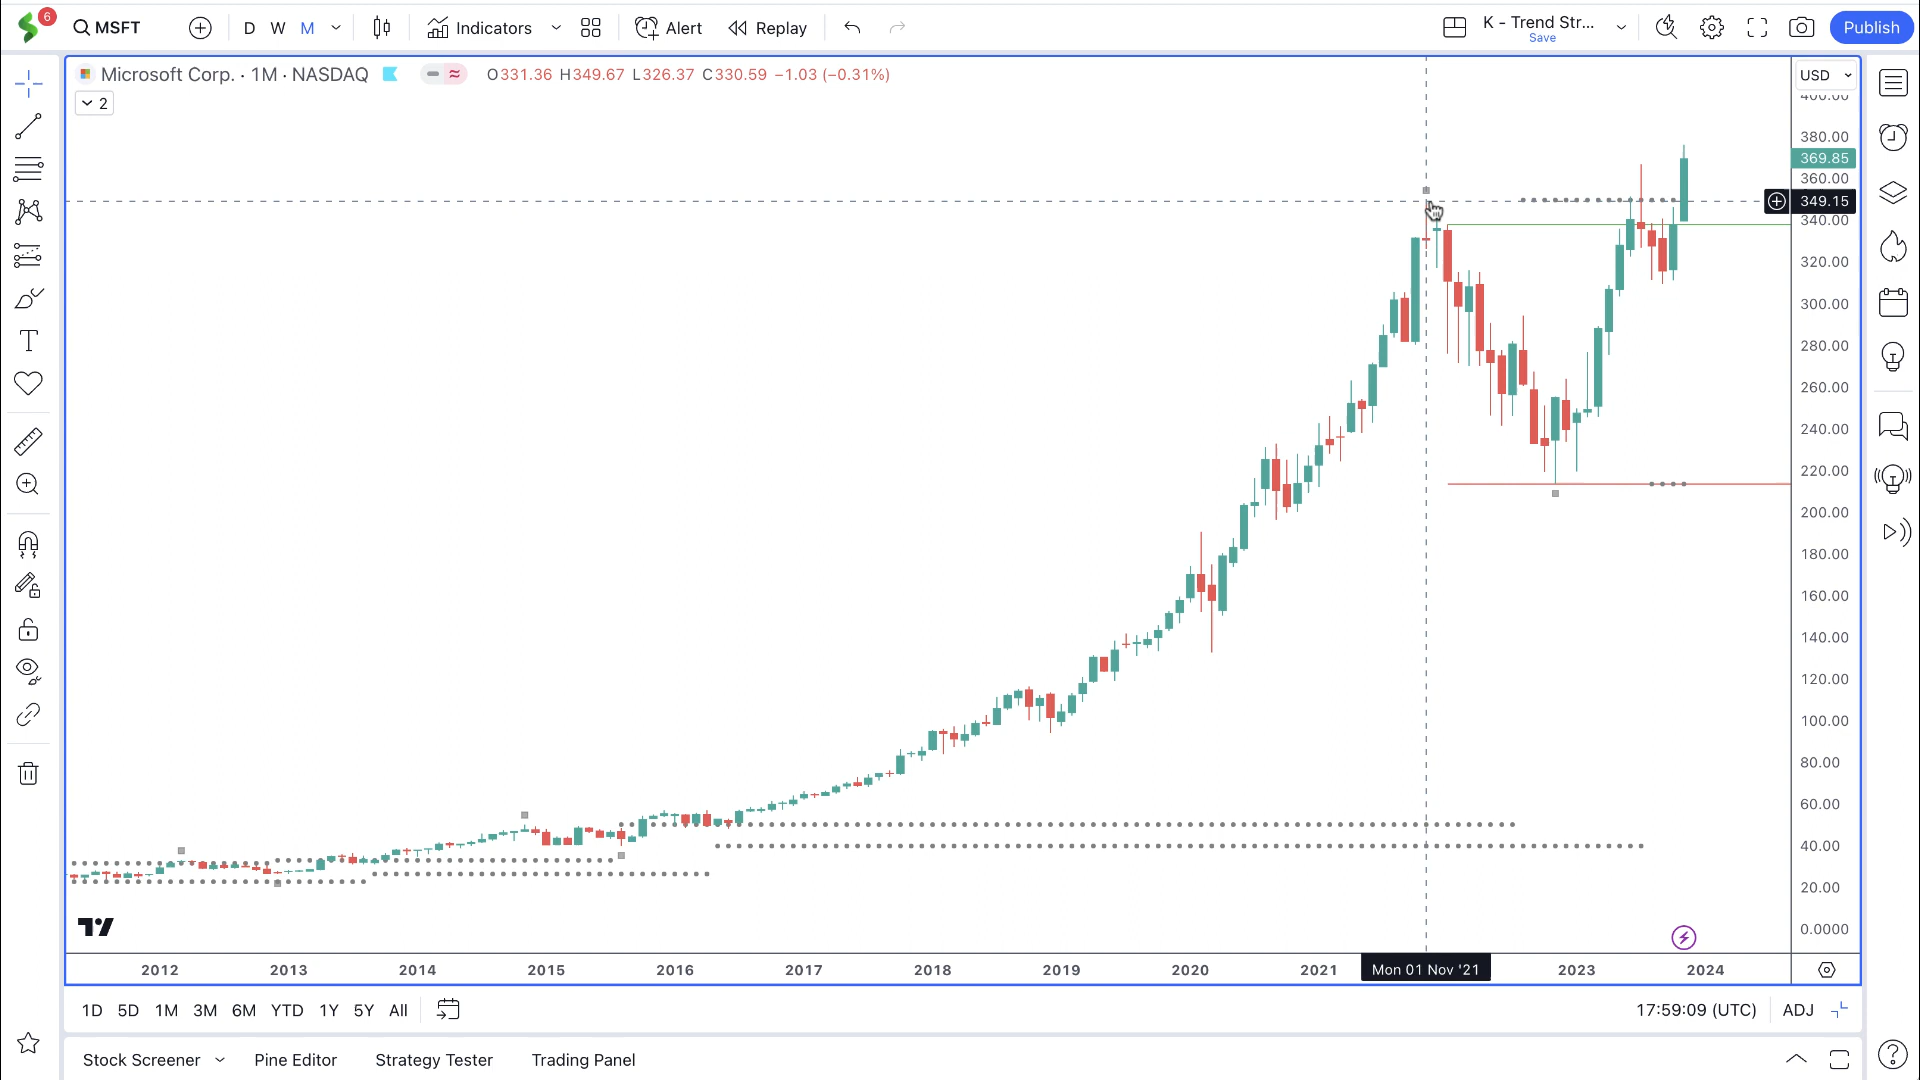 6
MSFT
D W M
Indicators
Alert
Replay
K - Trend Str...
Save
Publish
Microsoft Corp. · 1M · NASDAQ
O331.36 H349.67 L326.37 C330.59 −1.03 (−0.31%)
USD
2
400.00
380.00
369.85
360.00
349.15
340.00
320.00
300.00
280.00
260.00
240.00
220.00
200.00
180.00
160.00
140.00
120.00
100.00
80.00
60.00
40.00
20.00
0.0000
2012 2013 2014 2015 2016 2017 2018 2019 2020 2021 Mon 01 Nov '21 2023 2024
1D 5D 1M 3M 6M YTD 1Y 5Y All
17:59:09 (UTC) ADJ
Stock Screener Pine Editor Strategy Tester Trading Panel